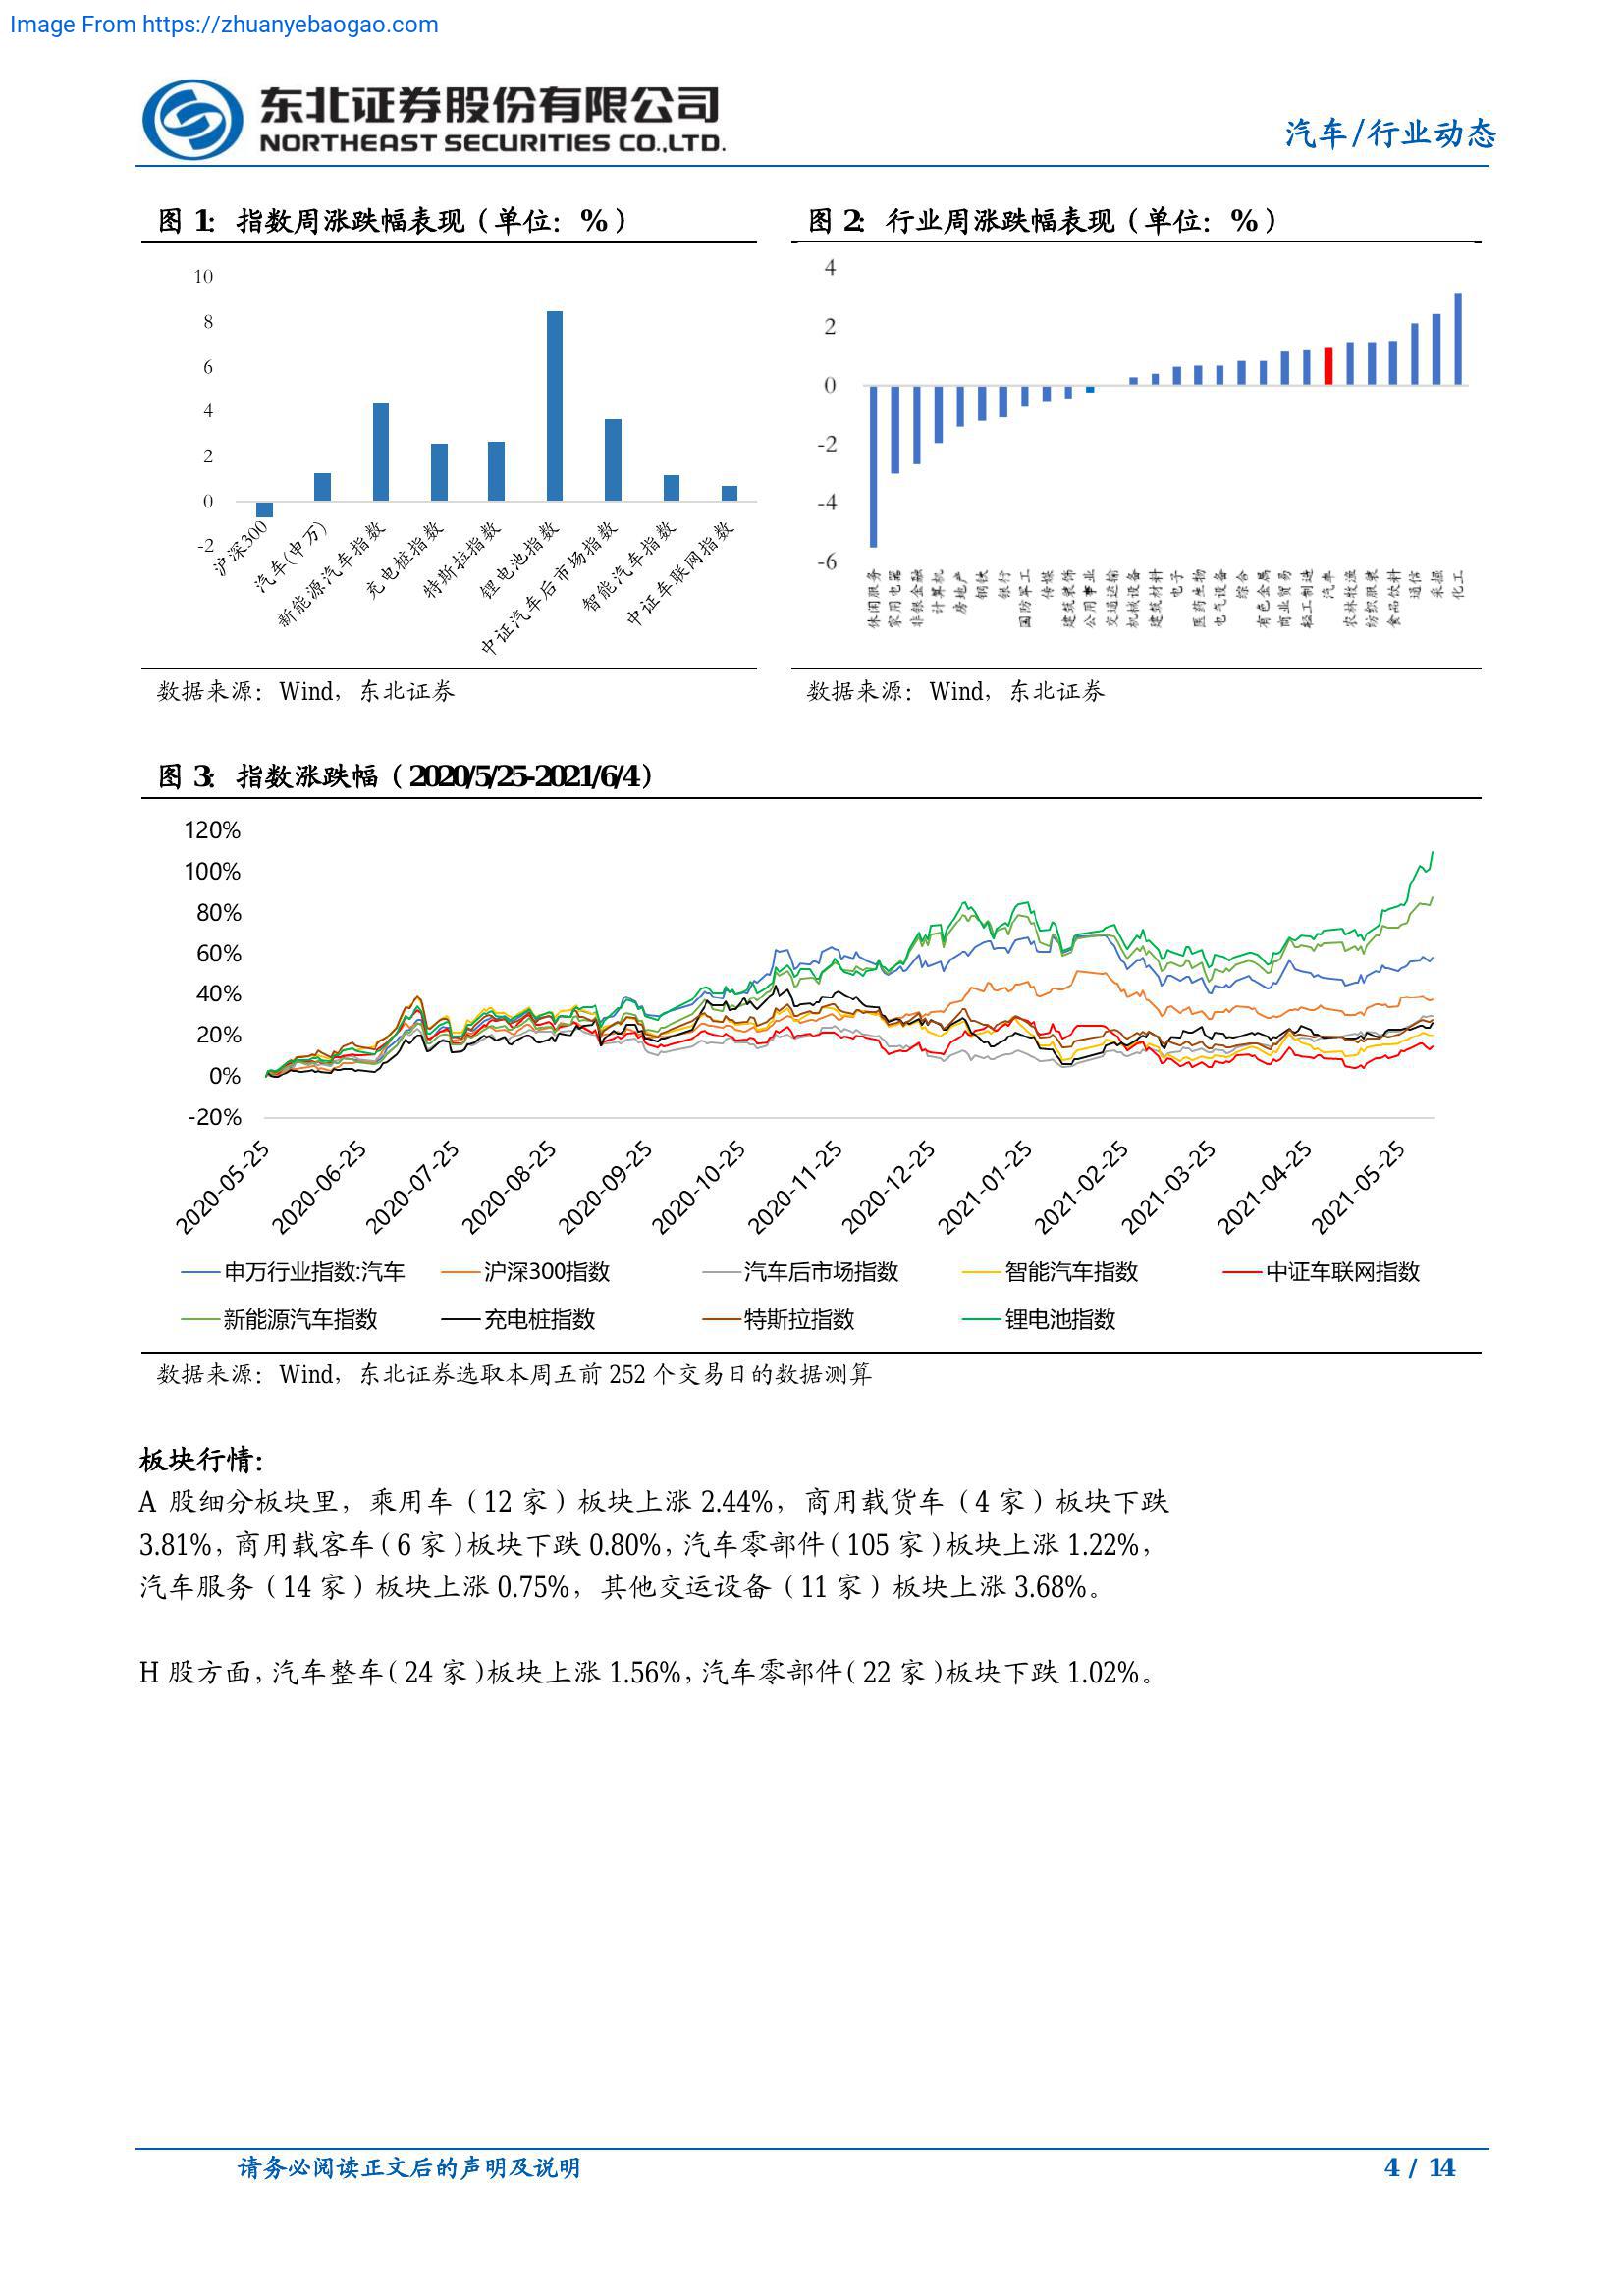 Image From https://zhuanyebaogao.com
东北证券股份有限公司
NORTHEAST SECURITIES CO.,LTD.
汽车/行业动态
图 1: 指数周涨跌幅表现（单位：%）
10
8
6
4
2
0
-2
沪深300
汽车(申万)
新能源汽车指数
充电桩指数
特斯拉指数
锂电池指数
中证汽车后市场指数
智能汽车指数
中证车联网指数
数据来源：Wind，东北证券
图 2: 行业周涨跌幅表现（单位：%）
4
2
0
-2
-4
-6
休闲服务
家用电器
非银金融
计算机
房地产
钢铁
银行
国防军工
传媒
建筑装饰
公用事业
交通运输
机械设备
建筑材料
电子
医药生物
电气设备
综合
有色金属
商业贸易
轻工制造
汽车
农林牧渔
纺织服装
食品饮料
通信
采掘
化工
数据来源：Wind，东北证券
图 3: 指数涨跌幅（2020/5/25-2021/6/4）
120%
100%
80%
60%
40%
20%
0%
-20%
2020-05-25
2020-06-25
2020-07-25
2020-08-25
2020-09-25
2020-10-25
2020-11-25
2020-12-25
2021-01-25
2021-02-25
2021-03-25
2021-04-25
2021-05-25
申万行业指数:汽车 沪深300指数 汽车后市场指数 智能汽车指数 中证车联网指数
新能源汽车指数 充电桩指数 特斯拉指数 锂电池指数
数据来源：Wind，东北证券选取本周五前 252 个交易日的数据测算
板块行情：
A 股细分板块里，乘用车（12 家）板块上涨 2.44%，商用载货车（4 家）板块下跌
3.81%，商用载客车（6 家）板块下跌 0.80%，汽车零部件（105 家）板块上涨 1.22%，
汽车服务（14 家）板块上涨 0.75%，其他交运设备（11 家）板块上涨 3.68%。
H 股方面，汽车整车（24 家）板块上涨 1.56%，汽车零部件（22 家）板块下跌 1.02%。
请务必阅读正文后的声明及说明
4 / 14